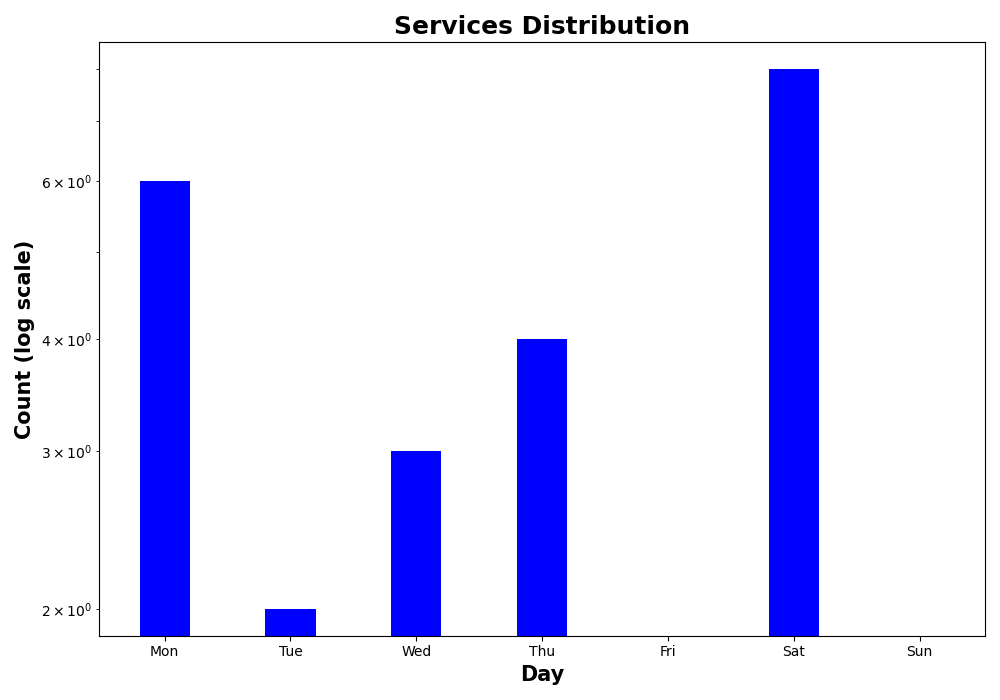 Services Distribution
Count (log scale)
6 × 10⁰
4 × 10⁰
3 × 10⁰
2 × 10⁰
Mon Tue Wed Thu Fri Sat Sun
Day